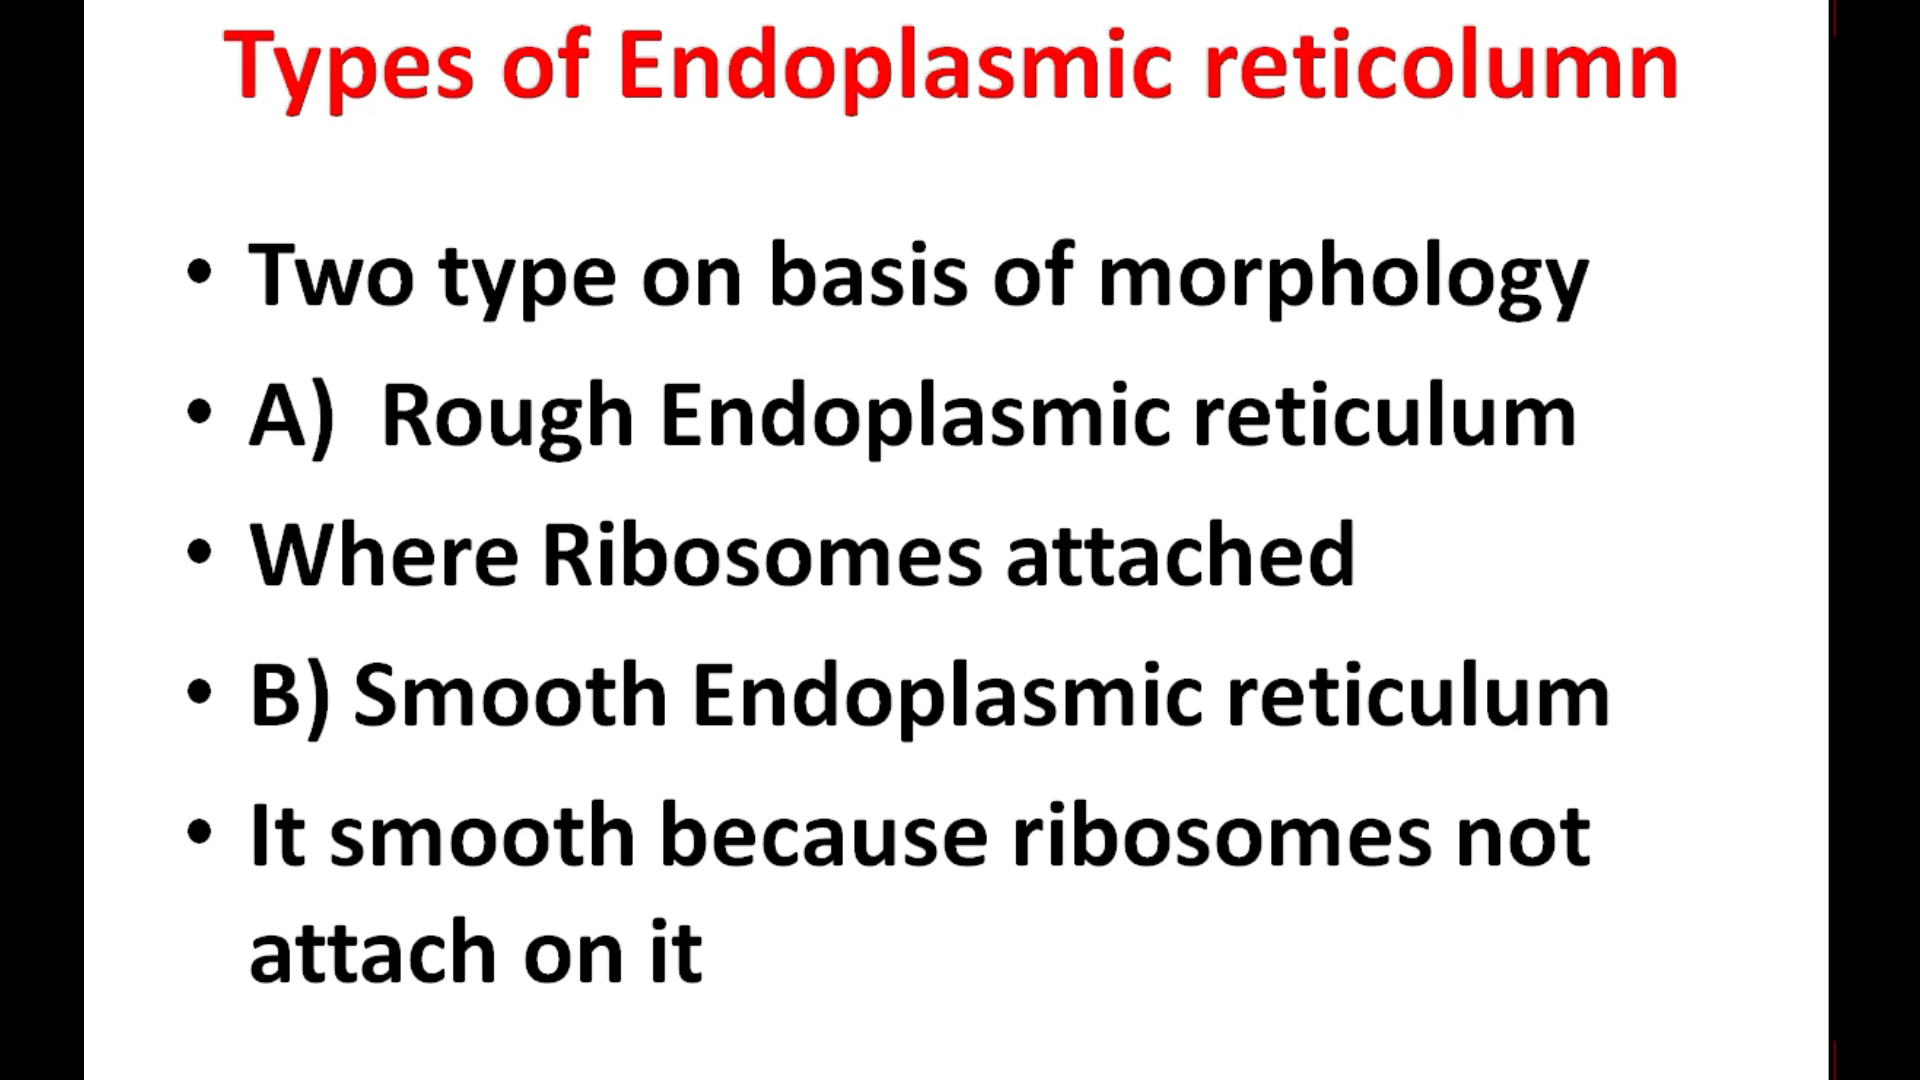 Types of Endoplasmic reticolumn
• Two type on basis of morphology
• A) Rough Endoplasmic reticulum
• Where Ribosomes attached
• B) Smooth Endoplasmic reticulum
• It smooth because ribosomes not
attach on it